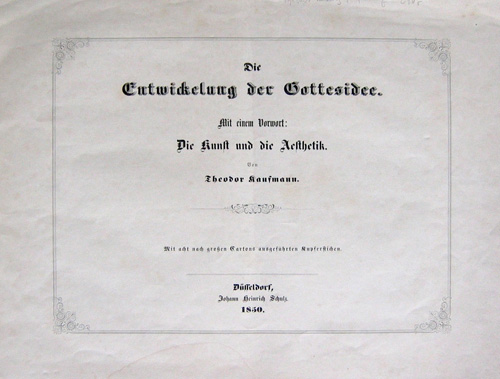 Die
Entwickelung der Gottesidee.
Mit einem Vorwort:
Die Kunst und die Aesthetik.
Von
Theodor Kaufmann.
Mit acht nach großen Cartons ausgeführten Kupferstichen.
Düsseldorf,
Johann Heinrich Schulz.
1850.